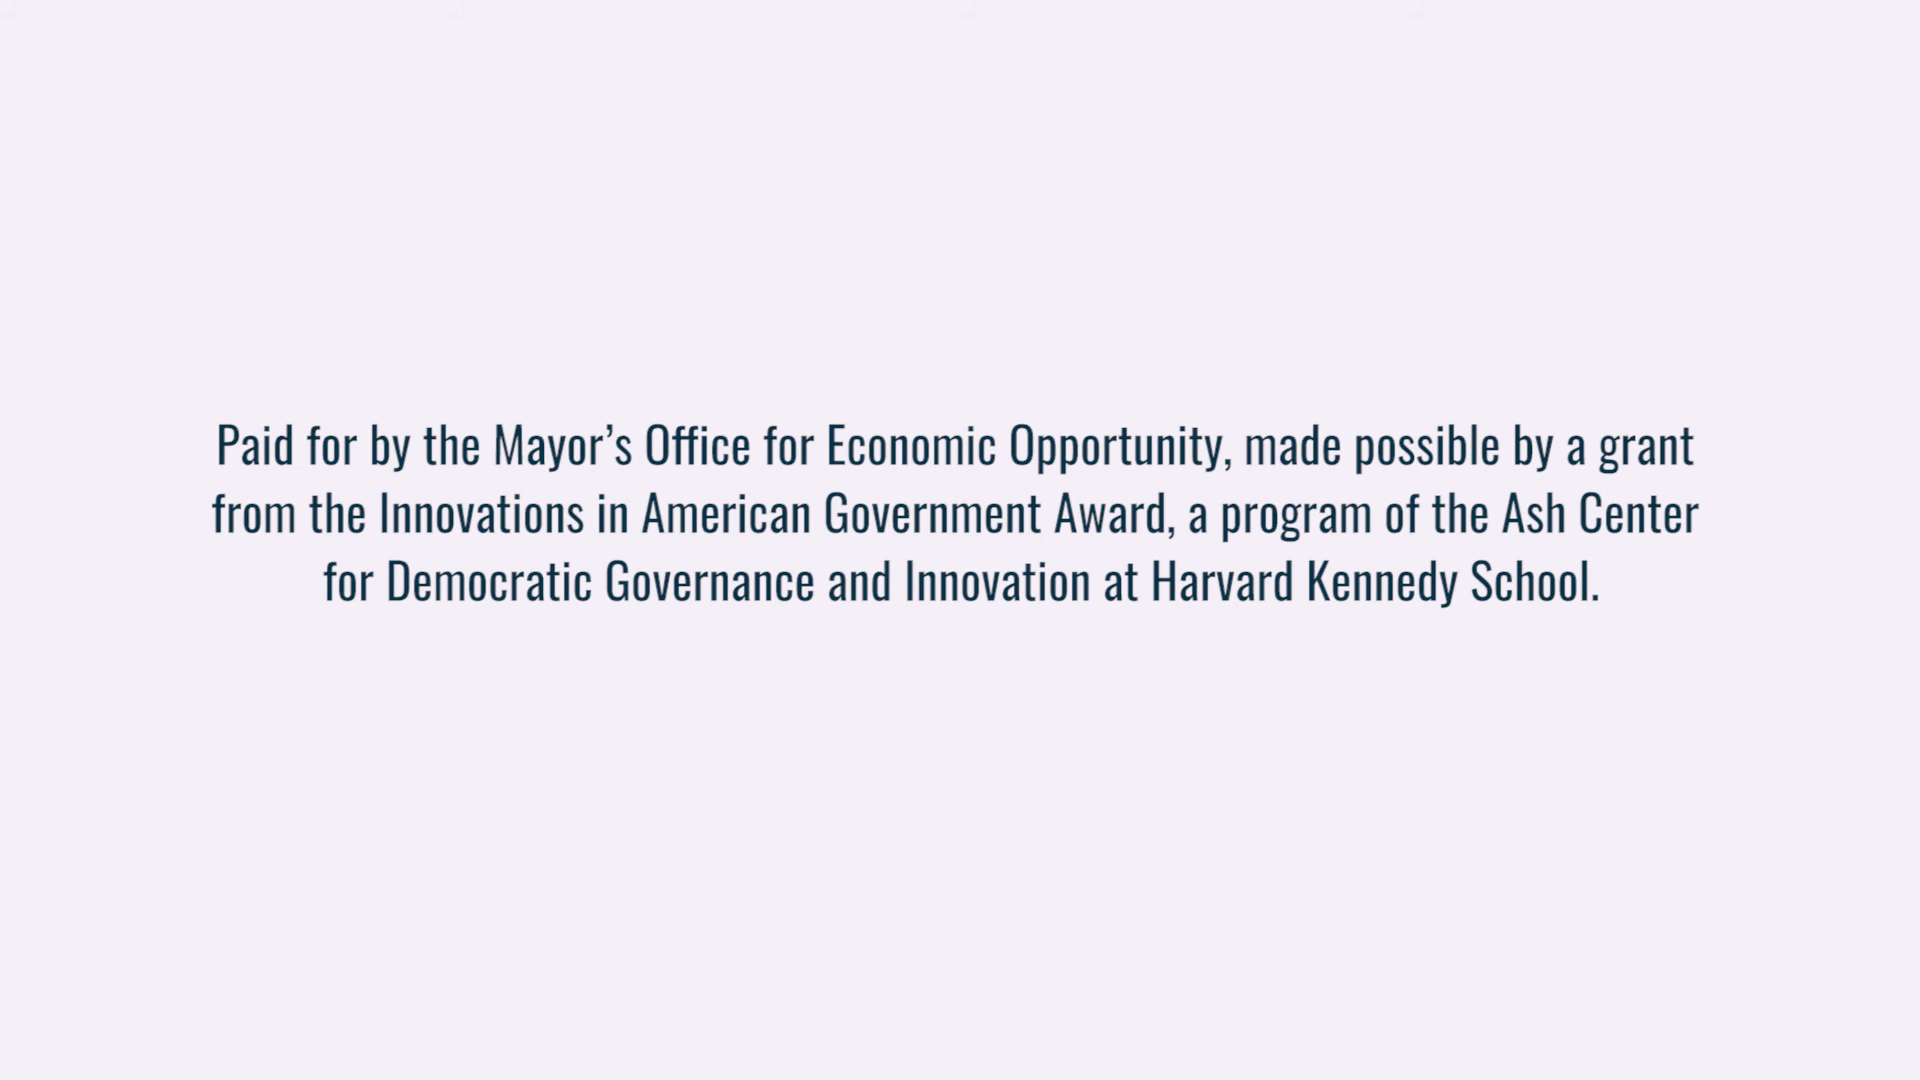 Paid for by the Mayor’s Office for Economic Opportunity, made possible by a grant
from the Innovations in American Government Award, a program of the Ash Center
for Democratic Governance and Innovation at Harvard Kennedy School.